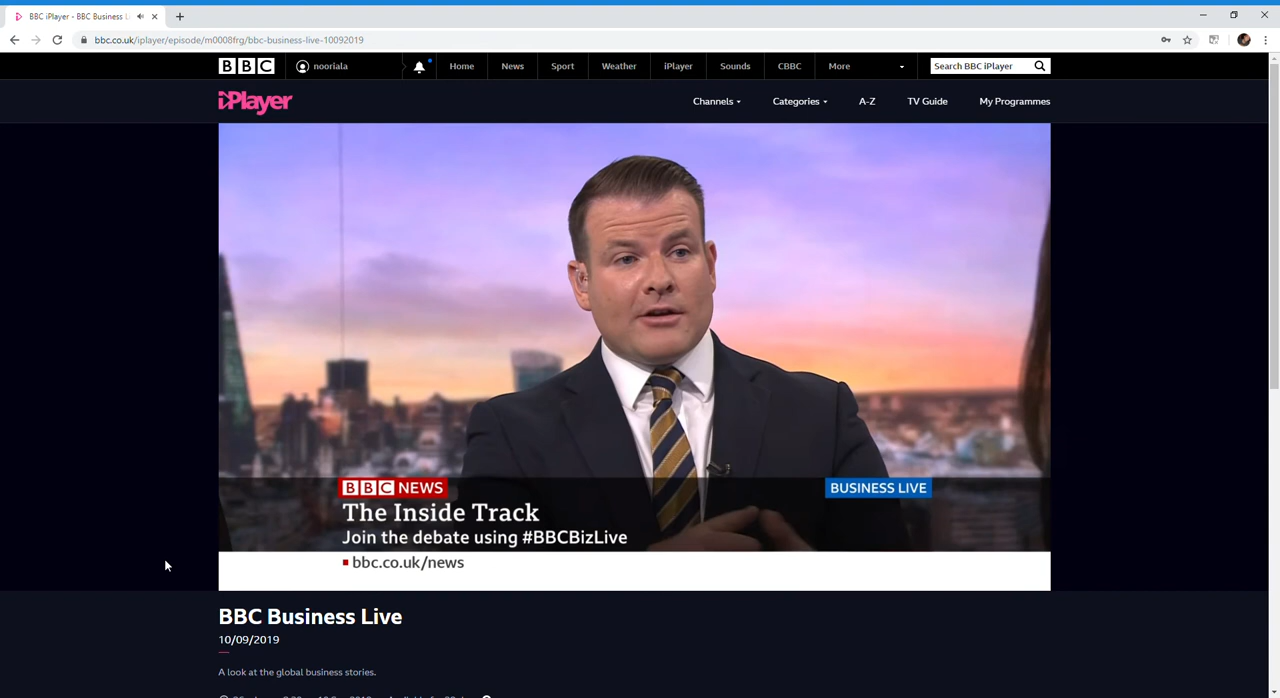 BBC iPlayer - BBC Business Li
bbc.co.uk/iplayer/episode/m0008frg/bbc-business-live-10092019
BBC nooriala Home News Sport Weather iPlayer Sounds CBBC More Search BBC iPlayer
iPlayer Channels Categories A-Z TV Guide My Programmes
BBC NEWS BUSINESS LIVE
The Inside Track
Join the debate using #BBCBizLive
bbc.co.uk/news
BBC Business Live
10/09/2019
A look at the global business stories.